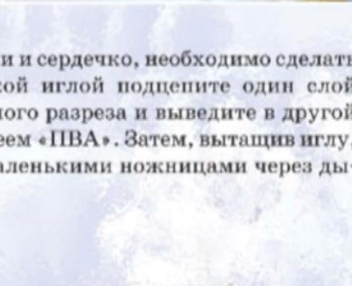 и и сердечко, необходимо сделать
кой иглой подцепите один слой
ного разреза и выведите в другой
еем «ПВА». Затем, вытащив иглу,
аленькими ножницами через ды-